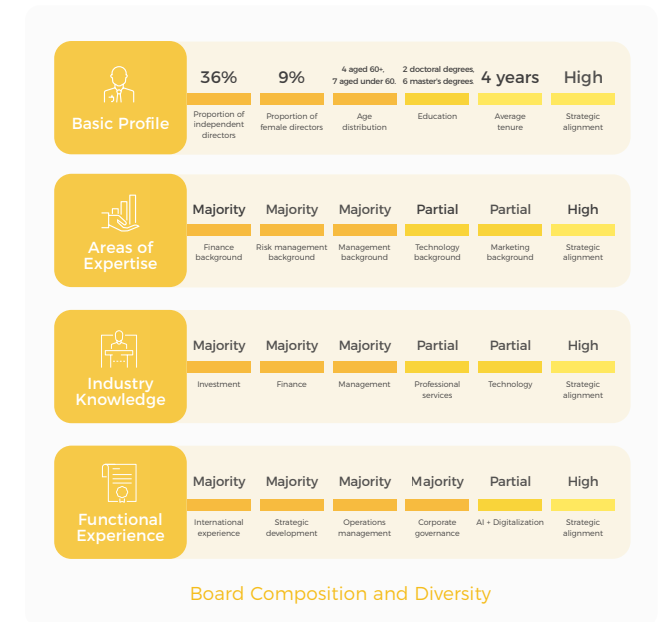 Basic Profile
36%
9%
4 aged 60+,
7 aged under 60.
2 doctoral degrees,
6 master's degrees
4 years
High
Proportion of
independent
directors
Proportion of
female directors
Age
distribution
Education
Average
tenure
Strategic
alignment
Areas of
Expertise
Majority
Majority
Majority
Partial
Partial
High
Finance
background
Risk management
background
Management
background
Technology
background
Marketing
background
Strategic
alignment
Industry
Knowledge
Majority
Majority
Majority
Partial
Partial
High
Investment
Finance
Management
Professional
services
Technology
Strategic
alignment
Functional
Experience
Majority
Majority
Majority
Majority
Partial
High
International
experience
Strategic
development
Operations
management
Corporate
governance
AI + Digitalization
Strategic
alignment
Board Composition and Diversity